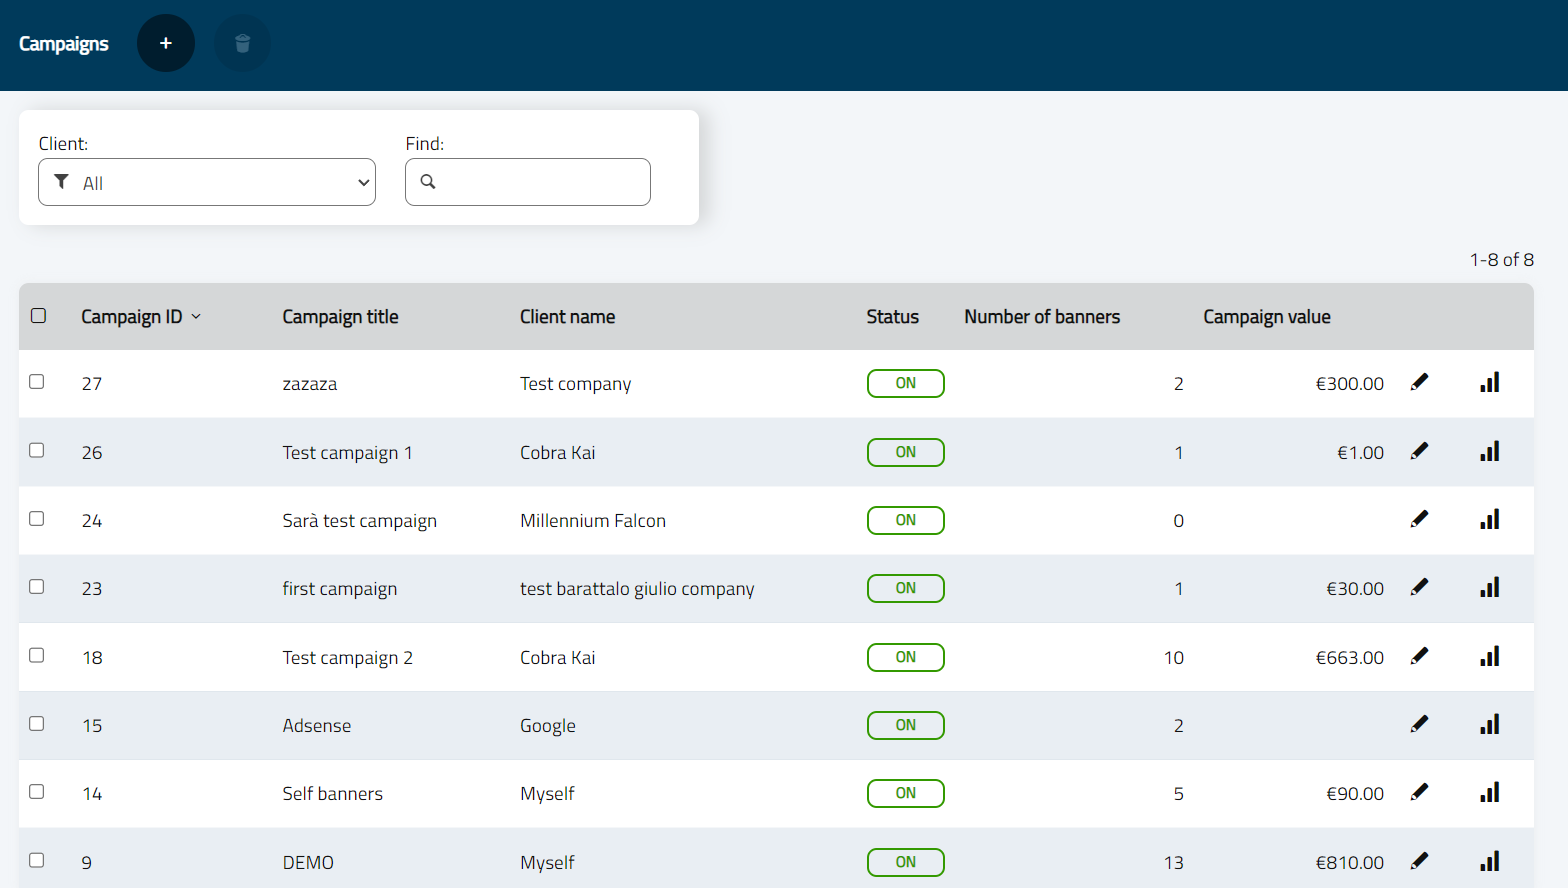 Campaigns +
Client: Find:
All
1-8 of 8
Campaign ID Campaign title Client name Status Number of banners Campaign value
27 zazaza Test company ON 2 €300.00
26 Test campaign 1 Cobra Kai ON 1 €1.00
24 Sarà test campaign Millennium Falcon ON 0
23 first campaign test barattalo giulio company ON 1 €30.00
18 Test campaign 2 Cobra Kai ON 10 €663.00
15 Adsense Google ON 2
14 Self banners Myself ON 5 €90.00
9 DEMO Myself ON 13 €810.00